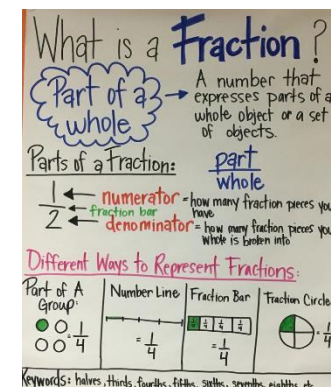 What is a Fraction?
Part of a whole
A number that expresses parts of a whole object or a set of objects.
Parts of a Fraction:
part
whole
1
2
numerator = how many fraction pieces you have
fraction bar
denominator = how many fraction pieces your whole is broken into
Different Ways to Represent Fractions:
Part of A Group:
= 1/4
Number Line
= 1/4
Fraction Bar
1/4 1/4 1/4 1/4
= 1/4
Fraction Circle
= 1/4
Keywords: halves, thirds, fourths, fifths, sixths, sevenths, eighths, etc